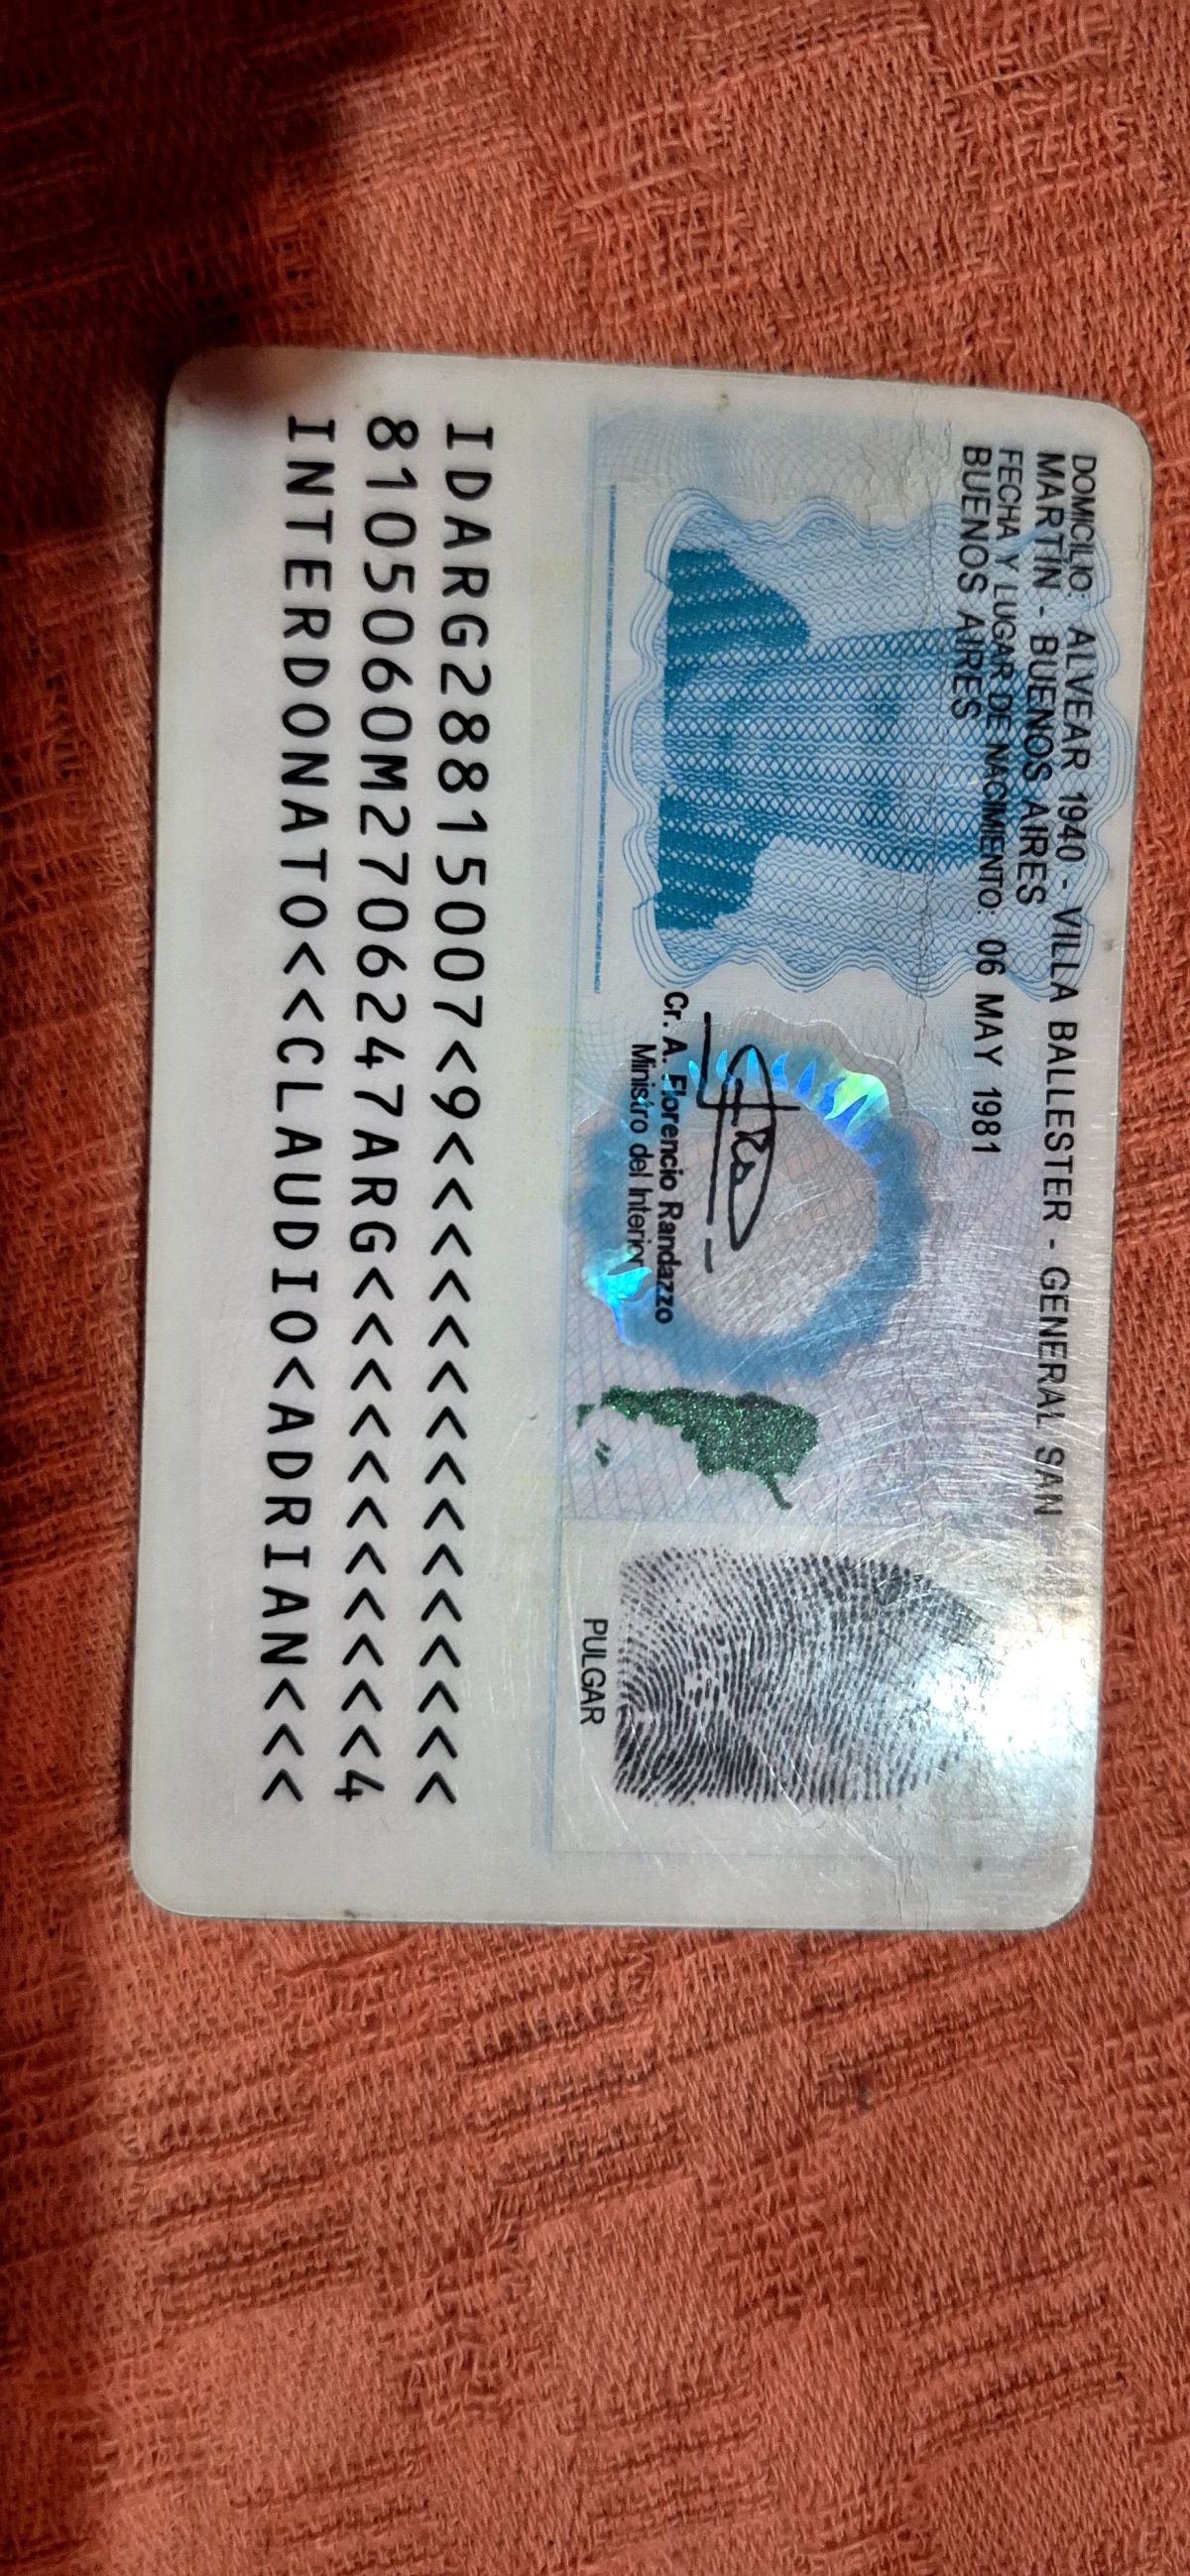 DOMICILIO: ALVEAR 1940 - VILLA BALLESTER - GENERAL SAN
MARTÍN - BUENOS AIRES
FECHA Y LUGAR DE NACIMIENTO: 06 MAY 1981
BUENOS AIRES
Cr. A. Florencio Randazzo
Ministro del Interior
PULGAR
IDARG28815007<9<<<<<<<<<<<<<<<
8105060M2706247ARG<<<<<<<<<<<4
INTERDONATO<<CLAUDIO<ADRIAN<<<